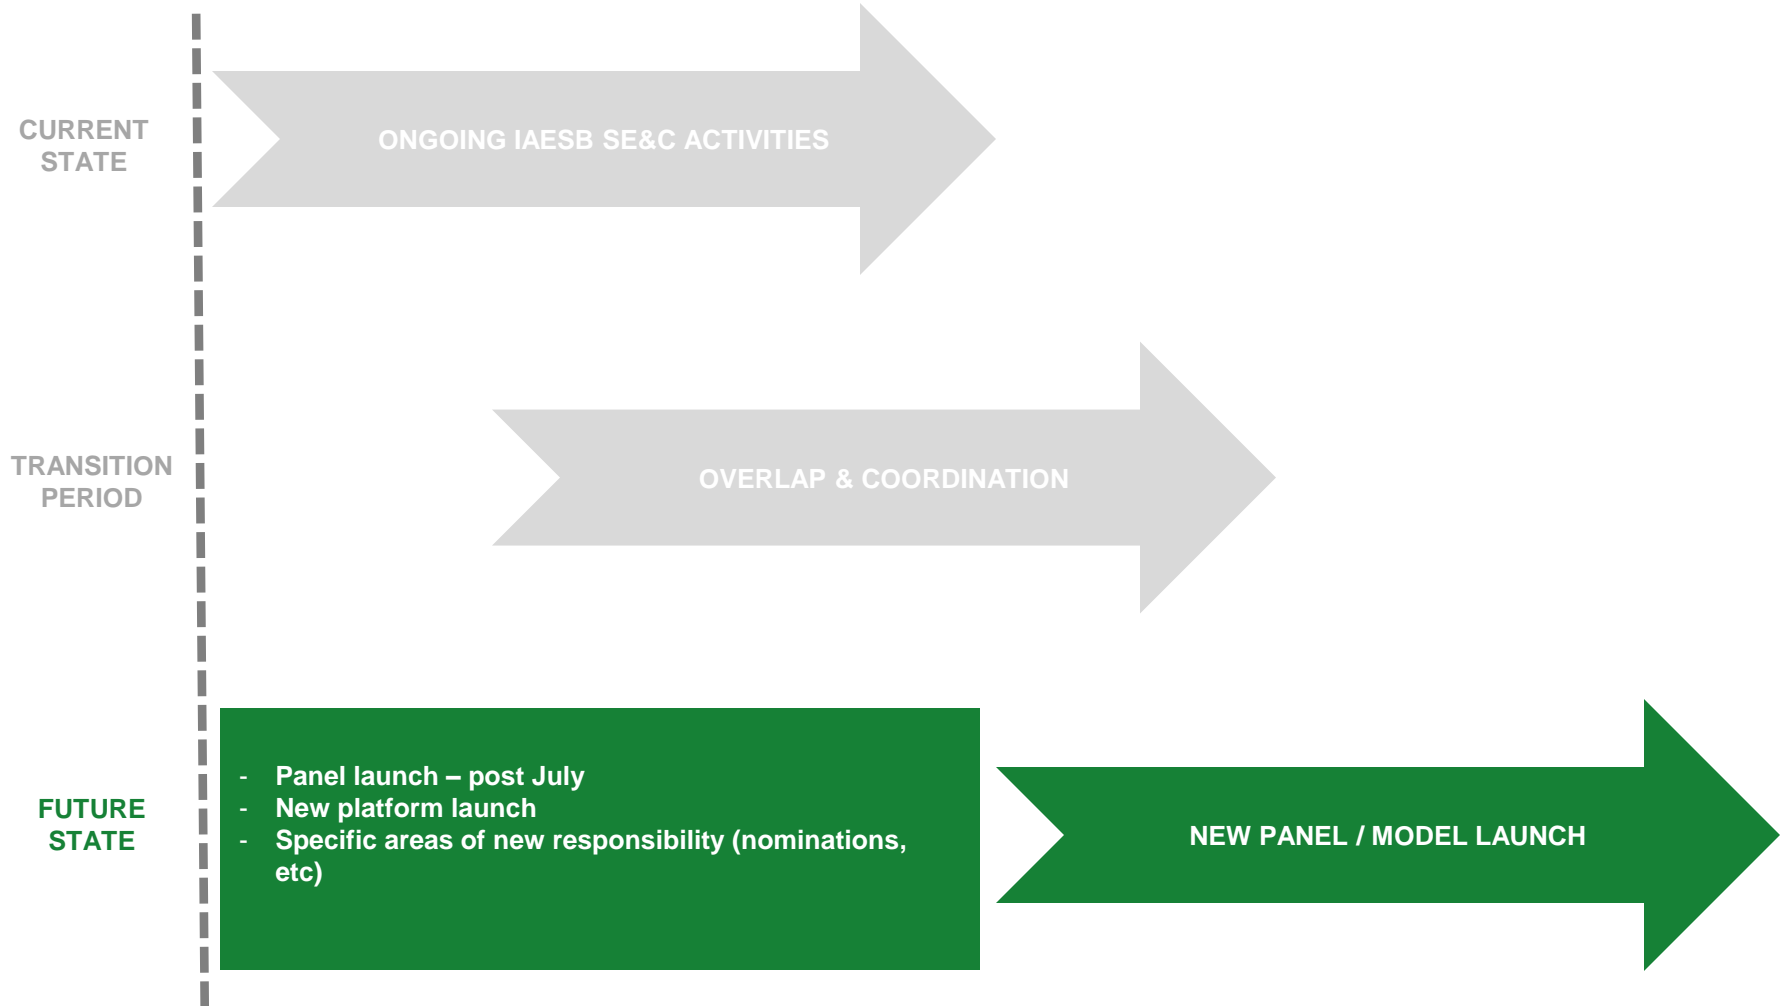 CURRENT
STATE
ONGOING IAESB SE&C ACTIVITIES
TRANSITION
PERIOD
OVERLAP & COORDINATION
FUTURE
STATE
- Panel launch – post July
- New platform launch
- Specific areas of new responsibility (nominations,
etc)
NEW PANEL / MODEL LAUNCH